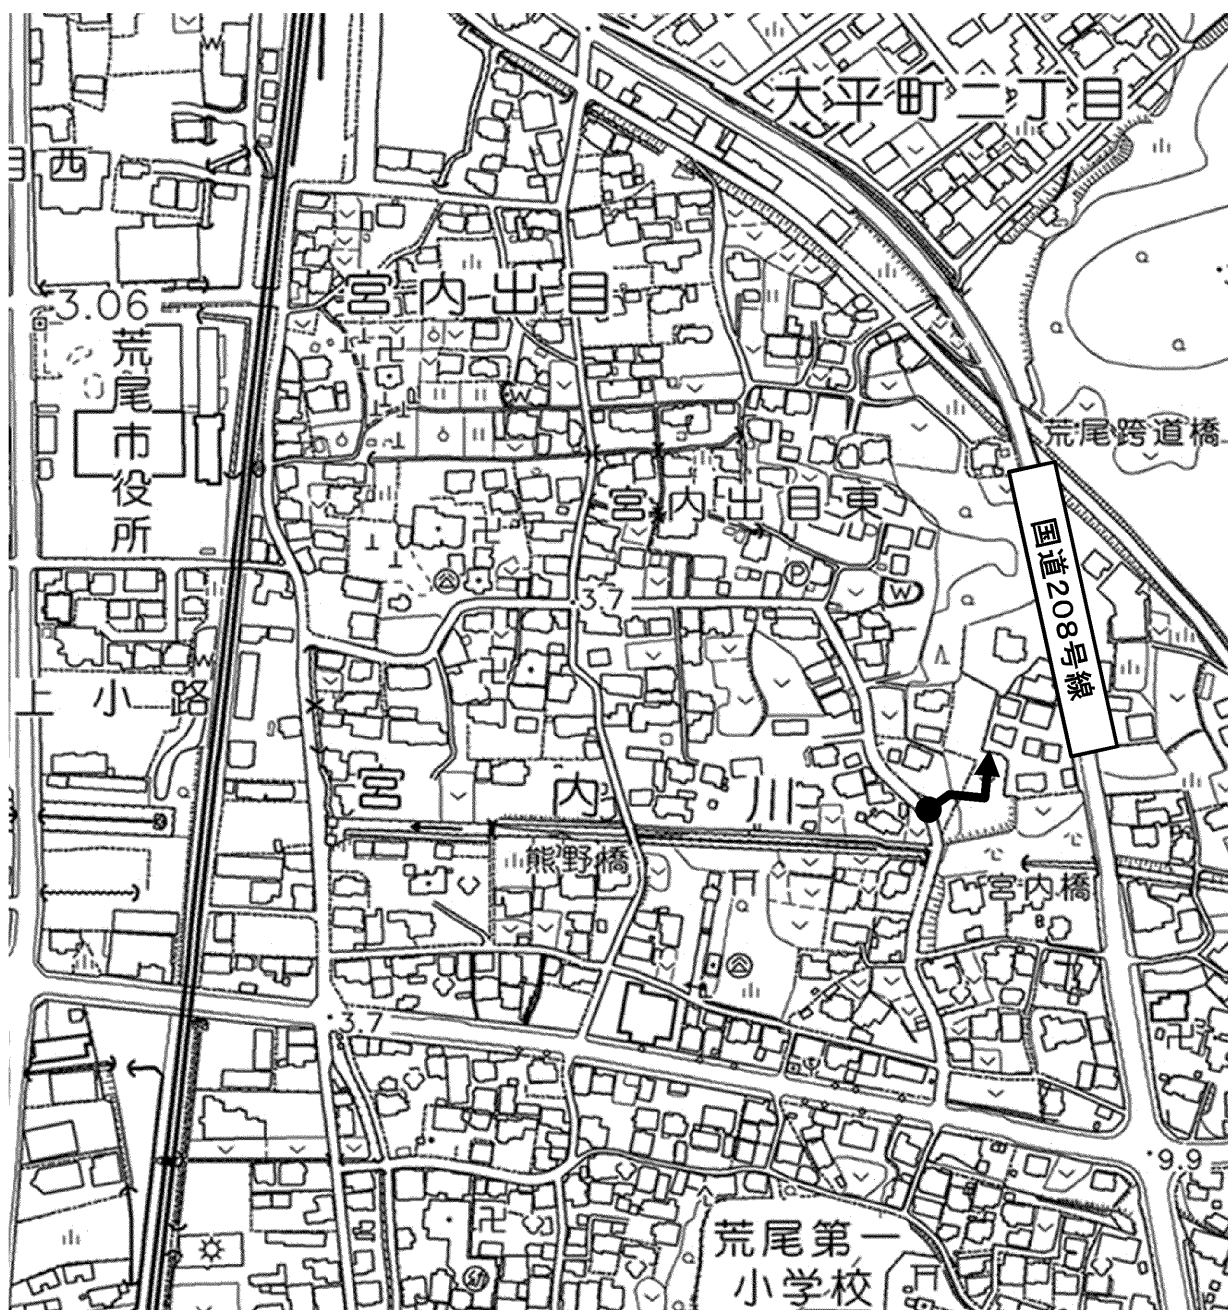 大平町二丁目
目西
宮内出目
3.06
荒尾市役所
荒尾跨道橋
宮内出目東
国道208号線
P
3.7
W
上小路
宮内川
熊野橋
宮内橋
3.7
9.9
荒尾第一
小学校
幼